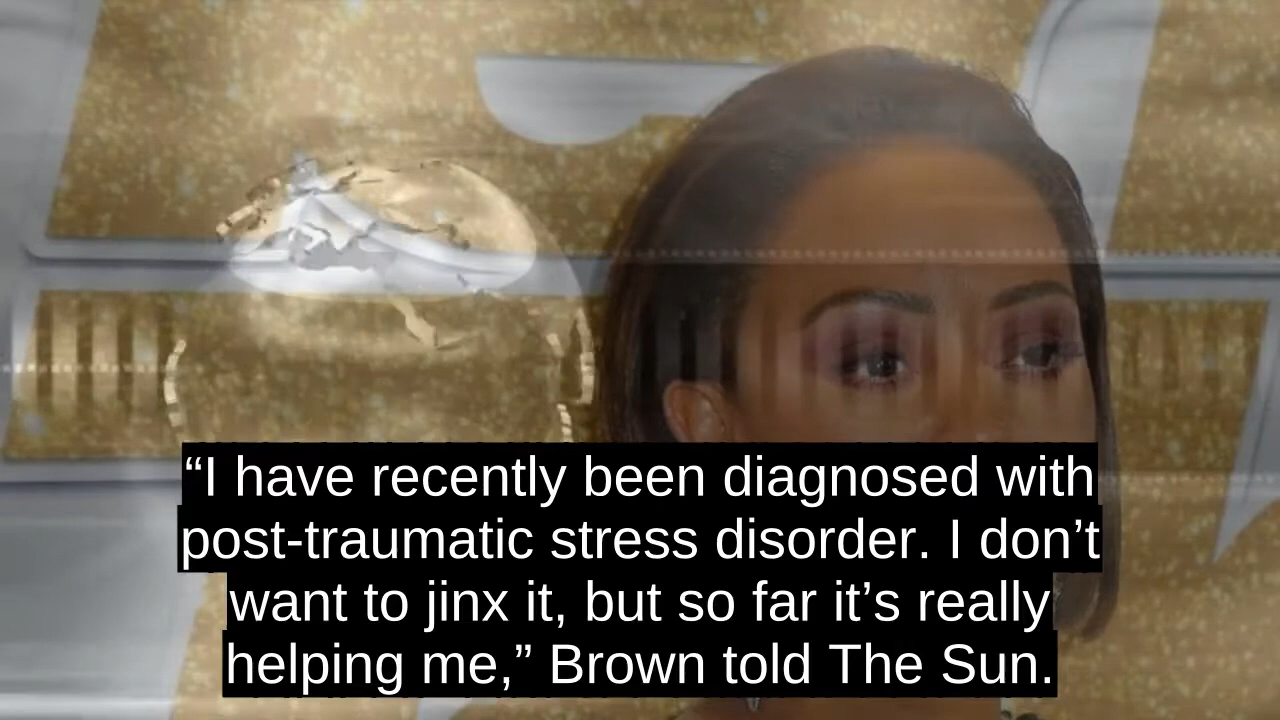 “I have recently been diagnosed with
post-traumatic stress disorder. I don’t
want to jinx it, but so far it’s really
helping me,” Brown told The Sun.